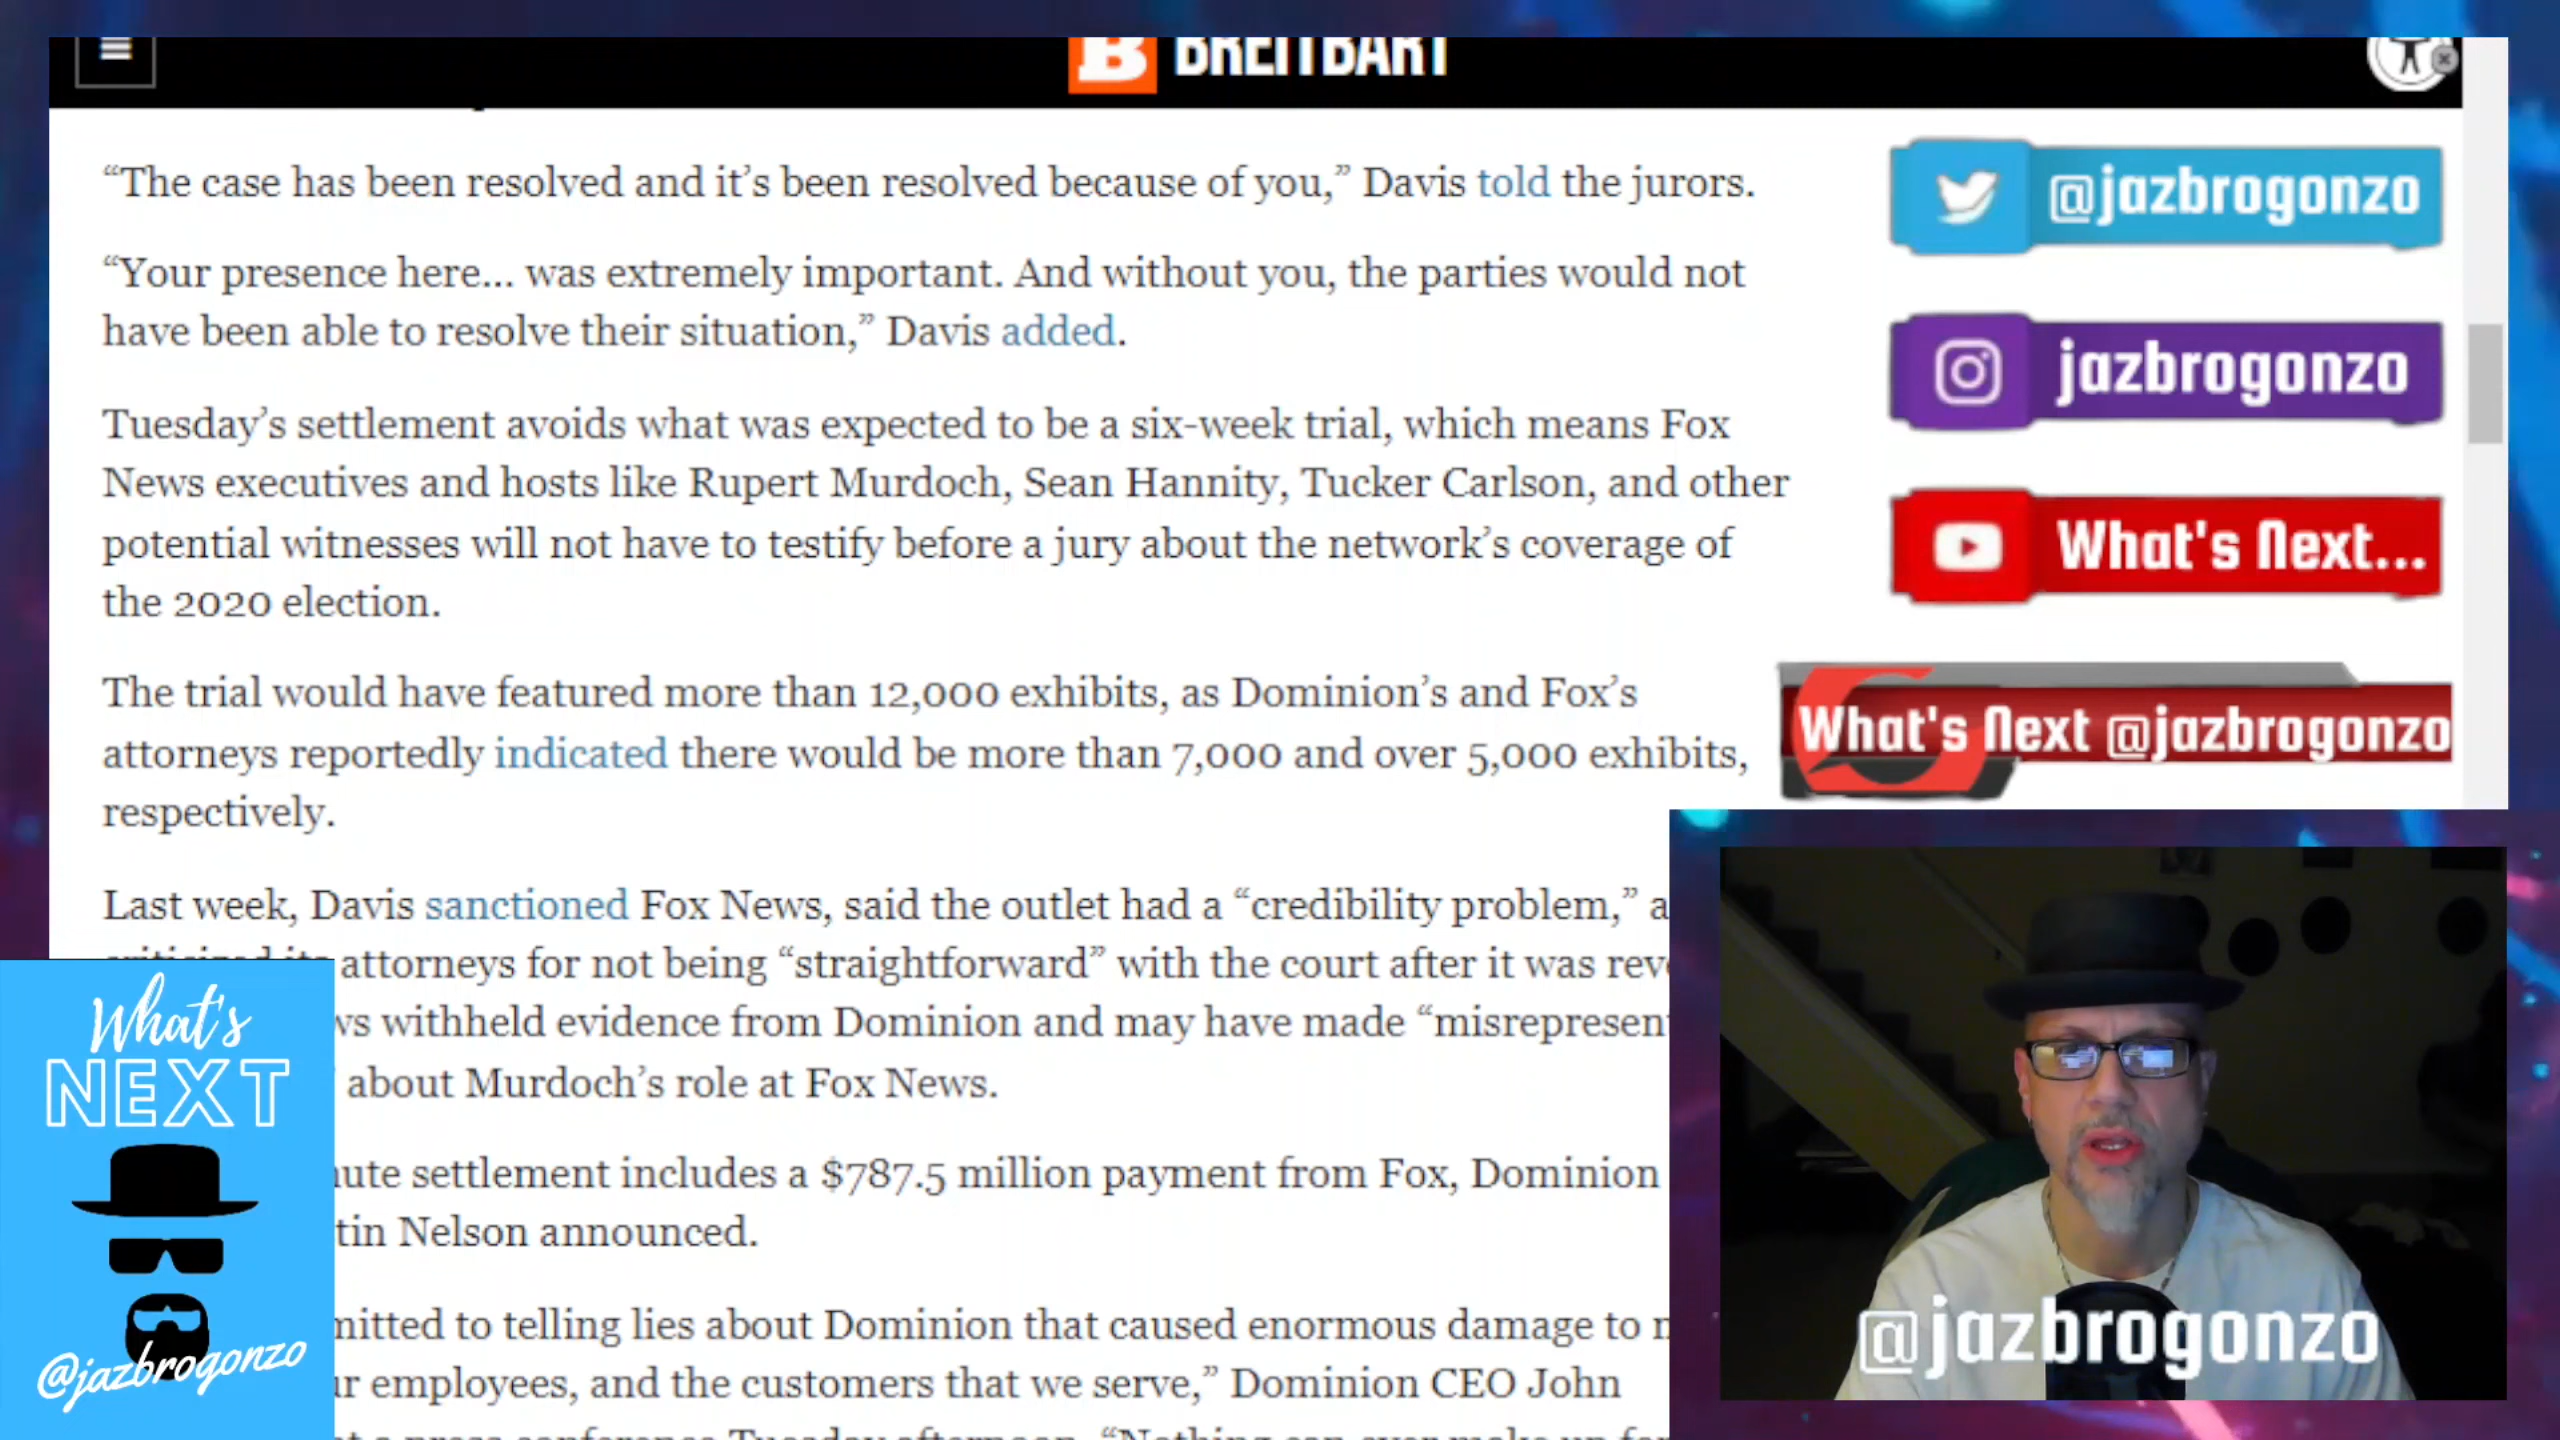 BREITBART
“The case has been resolved and it’s been resolved because of you,” Davis told the jurors.
“Your presence here... was extremely important. And without you, the parties would not
have been able to resolve their situation,” Davis added.
Tuesday’s settlement avoids what was expected to be a six-week trial, which means Fox
News executives and hosts like Rupert Murdoch, Sean Hannity, Tucker Carlson, and other
potential witnesses will not have to testify before a jury about the network’s coverage of
the 2020 election.
The trial would have featured more than 12,000 exhibits, as Dominion’s and Fox’s
attorneys reportedly indicated there would be more than 7,000 and over 5,000 exhibits,
respectively.
Last week, Davis sanctioned Fox News, said the outlet had a “credibility problem,” a
attorneys for not being “straightforward” with the court after it was rev
ws withheld evidence from Dominion and may have made “misrepresen
about Murdoch’s role at Fox News.
nute settlement includes a $787.5 million payment from Fox, Dominion
tin Nelson announced.
mitted to telling lies about Dominion that caused enormous damage to
r employees, and the customers that we serve,” Dominion CEO John
@jazbrogonzo
jazbrogonzo
What's Next...
What's Next @jazbrogonzo
What's
NEXT
@jazbrogonzo
@jazbrogonzo